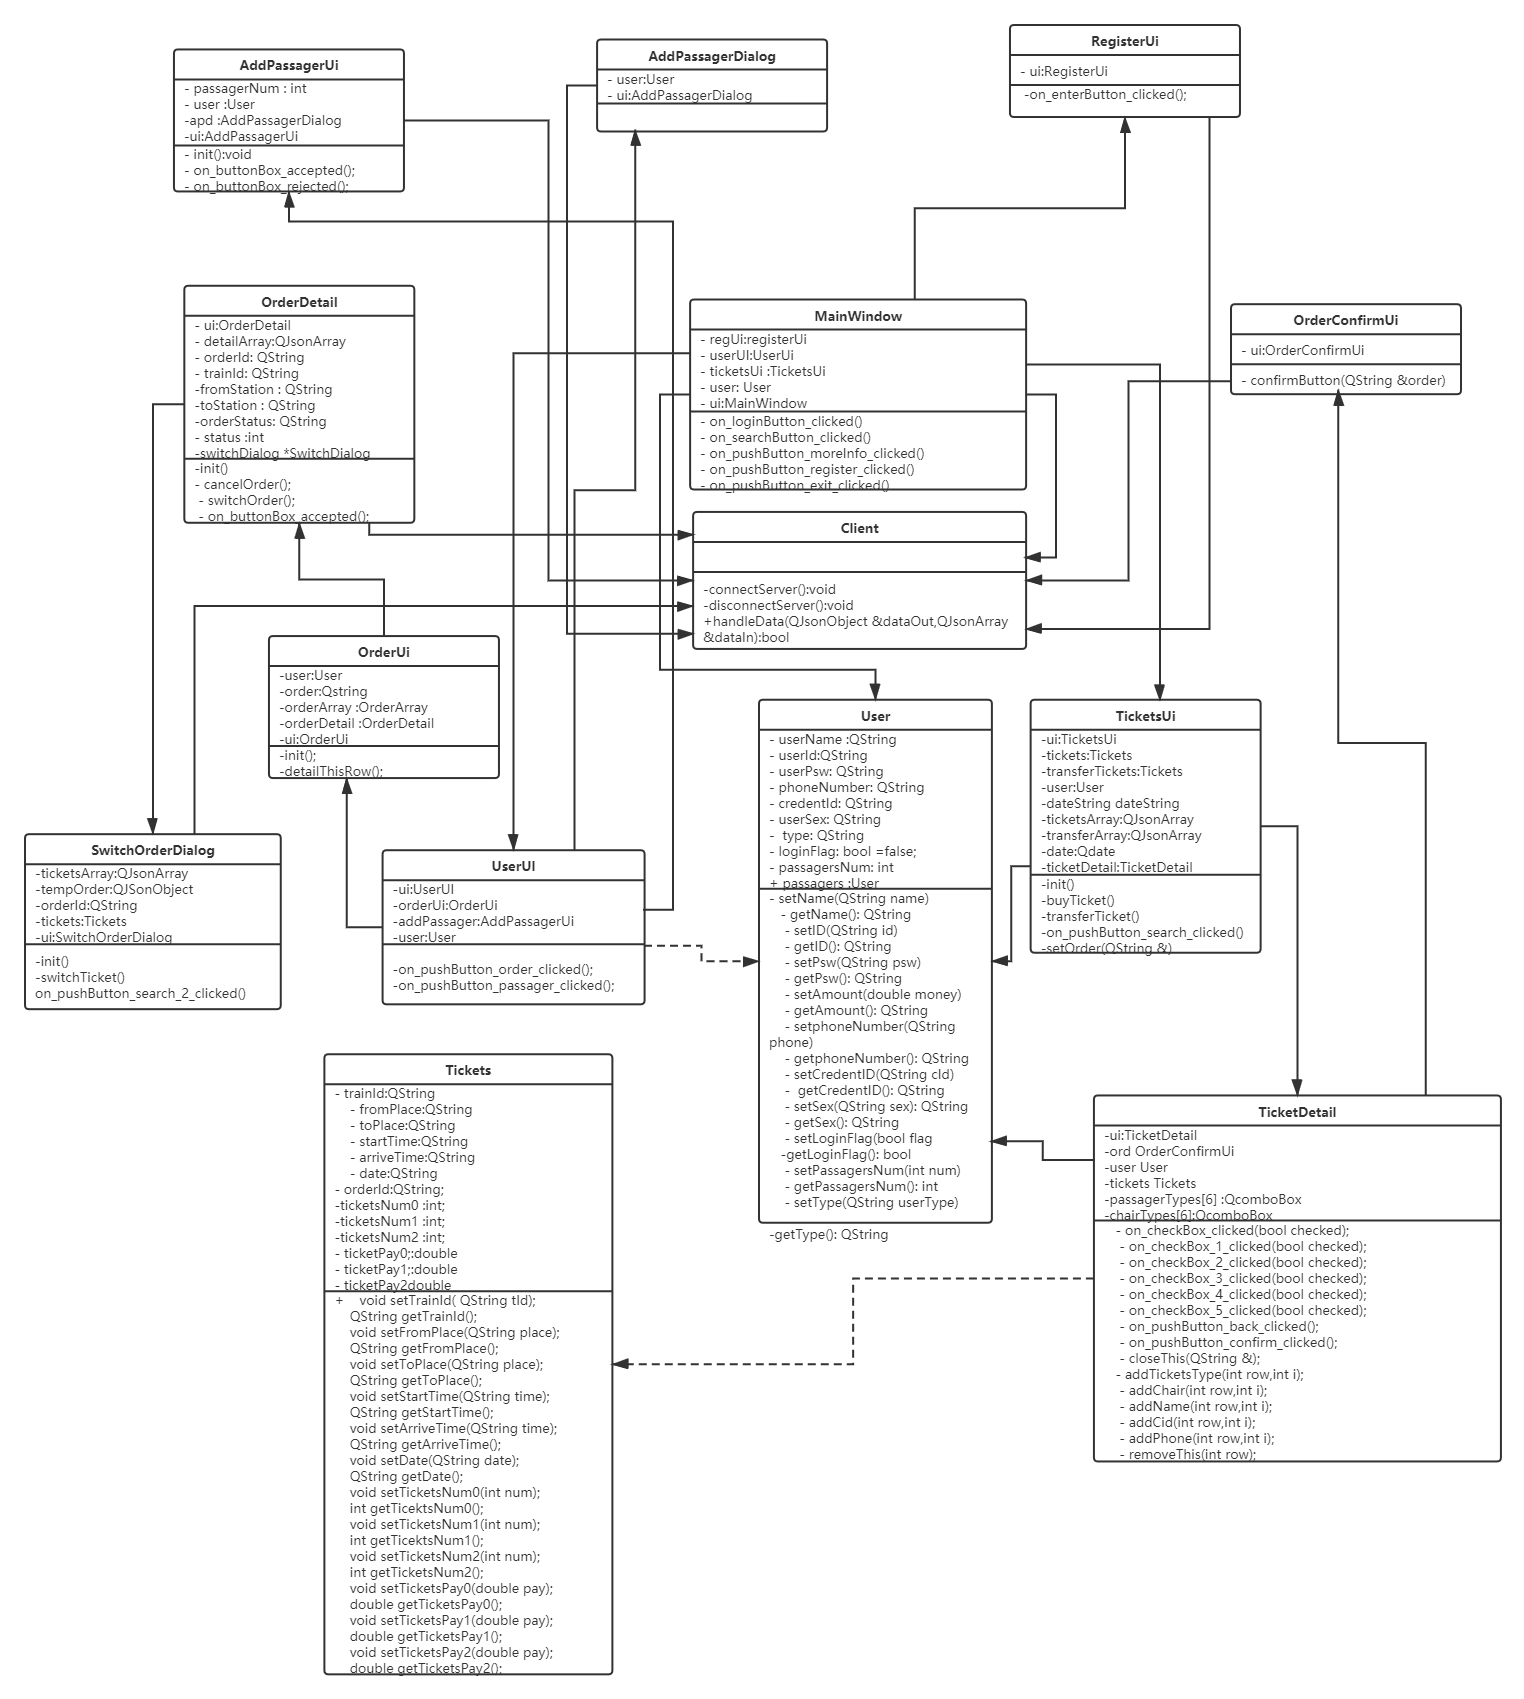 AddPassagerUi
- passagerNum : int
- user :User
-apd :AddPassagerDialog
-ui:AddPassagerUi
- init():void
- on_buttonBox_accepted();
- on_buttonBox_rejected();
AddPassagerDialog
- user:User
- ui:AddPassagerDialog
RegisterUi
- ui:RegisterUi
-on_enterButton_clicked();
OrderDetail
- ui:OrderDetail
- detailArray:QJsonArray
- orderId: QString
- trainId: QString
-fromStation : QString
-toStation : QString
-orderStatus: QString
- status :int
-switchDialog *SwitchDialog
-init()
- cancelOrder();
- switchOrder();
- on_buttonBox_accepted();
MainWindow
- regUi:registerUi
- userUI:UserUi
- ticketsUi :TicketsUi
- user: User
- ui:MainWindow
- on_loginButton_clicked()
- on_searchButton_clicked()
- on_pushButton_moreInfo_clicked()
- on_pushButton_register_clicked()
- on_pushButton_exit_clicked()
OrderConfirmUi
- ui:OrderConfirmUi
- confirmButton(QString &order)
Client
-connectServer():void
-disconnectServer():void
+handleData(QJsonObject &dataOut,QJsonArray
&dataIn):bool
OrderUi
-user:User
-order:Qstring
-orderArray :OrderArray
-orderDetail :OrderDetail
-ui:OrderUi
-init();
-detailThisRow();
User
- userName :QString
- userId:QString
- userPsw: QString
- phoneNumber: QString
- credentId: QString
- userSex: QString
-  type: QString
- loginFlag: bool =false;
- passagersNum: int
+ passagers :User
- setName(QString name)
- getName(): QString
- setID(QString id)
- getID(): QString
- setPsw(QString psw)
- getPsw(): QString
- setAmount(double money)
- getAmount(): QString
- setphoneNumber(QString
phone)
- getphoneNumber(): QString
- setCredentID(QString cId)
-  getCredentID(): QString
- setSex(QString sex): QString
- getSex(): QString
- setLoginFlag(bool flag
-getLoginFlag(): bool
- setPassagersNum(int num)
- getPassagersNum(): int
- setType(QString userType)
-getType(): QString
TicketsUi
-ui:TicketsUi
-tickets:Tickets
-transferTickets:Tickets
-user:User
-dateString dateString
-ticketsArray:QJsonArray
-transferArray:QJsonArray
-date:Qdate
-ticketDetail:TicketDetail
-init()
-buyTicket()
-transferTicket()
-on_pushButton_search_clicked()
-setOrder(QString &)
SwitchOrderDialog
-ticketsArray:QJsonArray
-tempOrder:QJSonObject
-orderId:QString
-tickets:Tickets
-ui:SwitchOrderDialog
-init()
-switchTicket()
on_pushButton_search_2_clicked()
UserUI
-ui:UserUI
-orderUi:OrderUi
-addPassager:AddPassagerUi
-user:User
-on_pushButton_order_clicked();
-on_pushButton_passager_clicked();
Tickets
- trainId:QString
- fromPlace:QString
- toPlace:QString
- startTime:QString
- arriveTime:QString
- date:QString
- orderId:QString;
-ticketsNum0 :int;
-ticketsNum1 :int;
-ticketsNum2 :int;
- ticketPay0;:double
- ticketPay1;:double
- ticketPay2double
+    void setTrainId( QString tId);
QString getTrainId();
void setFromPlace(QString place);
QString getFromPlace();
void setToPlace(QString place);
QString getToPlace();
void setStartTime(QString time);
QString getStartTime();
void setArriveTime(QString time);
QString getArriveTime();
void setDate(QString date);
QString getDate();
void setTicketsNum0(int num);
int getTicektsNum0();
void setTicketsNum1(int num);
int getTicektsNum1();
void setTicketsNum2(int num);
int getTicketsNum2();
void setTicketsPay0(double pay);
double getTicketsPay0();
void setTicketsPay1(double pay);
double getTicketsPay1();
void setTicketsPay2(double pay);
double getTicketsPay2();
TicketDetail
-ui:TicketDetail
-ord OrderConfirmUi
-user User
-tickets Tickets
-passagerTypes[6] :QcomboBox
-chairTypes[6]:QcomboBox
- on_checkBox_clicked(bool checked);
- on_checkBox_1_clicked(bool checked);
- on_checkBox_2_clicked(bool checked);
- on_checkBox_3_clicked(bool checked);
- on_checkBox_4_clicked(bool checked);
- on_checkBox_5_clicked(bool checked);
- on_pushButton_back_clicked();
- on_pushButton_confirm_clicked();
- closeThis(QString &);
- addTicketsType(int row,int i);
- addChair(int row,int i);
- addName(int row,int i);
- addCid(int row,int i);
- addPhone(int row,int i);
- removeThis(int row);